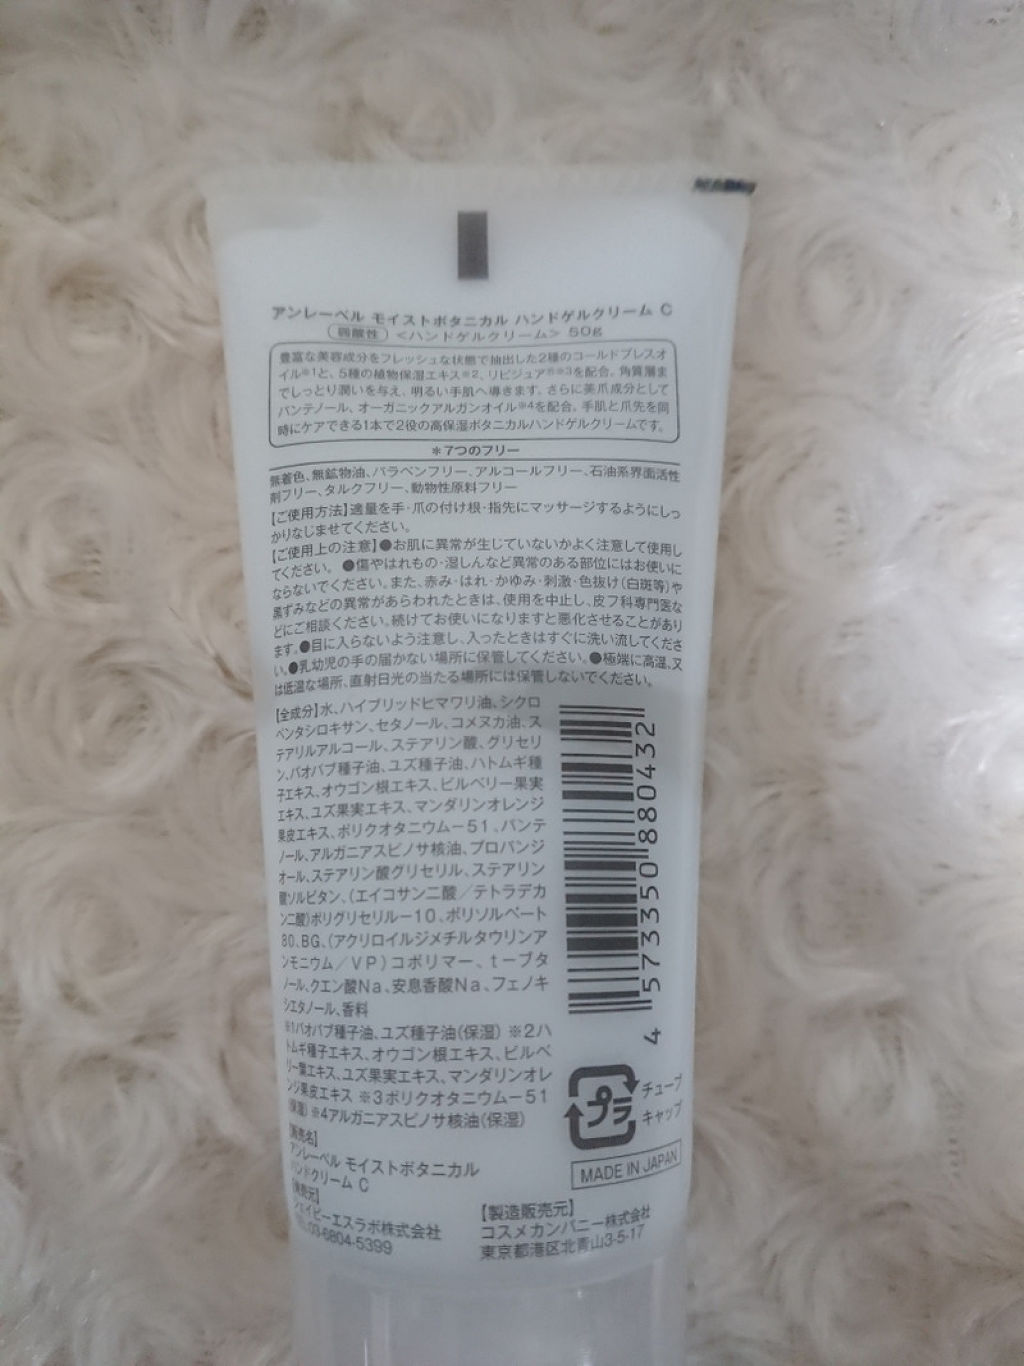 アンレーベル モイストボタニカル ハンドゲルクリーム C
弱酸性 <ハンドゲルクリーム> 50g
豊富な美容成分をフレッシュな状態で抽出した2種のコールドプレスオ
イル※1と、5種の植物保湿エキス※2、リピジュア®※3を配合。角質層ま
でしっとり潤いを与え、明るい手肌へ導きます。さらに美爪成分として
パンテノール、オーガニックアルガンオイル※4を配合。手肌と爪先を同
時にケアできる1本で2役の高保湿ボタニカルハンドゲルクリームです。
＊7つのフリー
無着色、無鉱物油、パラベンフリー、アルコールフリー、石油系界面活性
剤フリー、タルクフリー、動物性原料フリー
【ご使用方法】適量を手・爪の付け根・指先にマッサージするようにしっ
かりなじませてください。
【ご使用上の注意】●お肌に異常が生じていないかよく注意して使用し
てください。 ●傷やはれもの・湿しんなど異常のある部位にはお使いに
ならないでください。また、赤み・はれ・かゆみ・刺激・色抜け(白斑等)や
黒ずみなどの異常があらわれたときは、使用を中止し、皮フ科専門医な
どにご相談ください。続けてお使いになりますと悪化させることがあり
ます。●目に入らないよう注意し、入ったときはすぐに洗い流してくださ
い。●乳幼児の手の届かない場所に保管してください。●極端に高温、又
は低温な場所、直射日光の当たる場所には保管しないでください。
【全成分】水、ハイブリッドヒマワリ油、シクロ
ペンタシロキサン、セタノール、コメヌカ油、ス
テアリルアルコール、ステアリン酸、グリセリ
ン、バオバブ種子油、ユズ種子油、ハトムギ種
子エキス、オウゴン根エキス、ビルベリー果実
エキス、ユズ果実エキス、マンダリンオレンジ
果皮エキス、ポリクオタニウム－51、パンテ
ノール、アルガニアスピノサ核油、プロパンジ
オール、ステアリン酸グリセリル、ステアリン
酸ソルビタン、(エイコサン二酸／テトラデカ
ン二酸)ポリグリセリル－10、ポリソルベート
80、BG、(アクリロイルジメチルタウリンア
ンモニウム／VP)コポリマー、t－ブタ
ノール、クエン酸Na、安息香酸Na、フェノキ
シエタノール、香料
※1バオバブ種子油、ユズ種子油(保湿) ※2ハ
トムギ種子エキス、オウゴン根エキス、ビルベ
リー葉エキス、ユズ果実エキス、マンダリンオレ
ンジ果皮エキス ※3ポリクオタニウム－51
(保湿) ※4アルガニアスピノサ核油(保湿)
【販売名】
アンレーベル モイストボタニカル
ハンドクリーム C
【発売元】
ジェイピーエスラボ株式会社
TEL.03-6804-5399
4 573350 880432
プラ
チューブ
キャップ
MADE IN JAPAN
【製造販売元】
コスメカンパニー株式会社
東京都港区北青山3-5-17